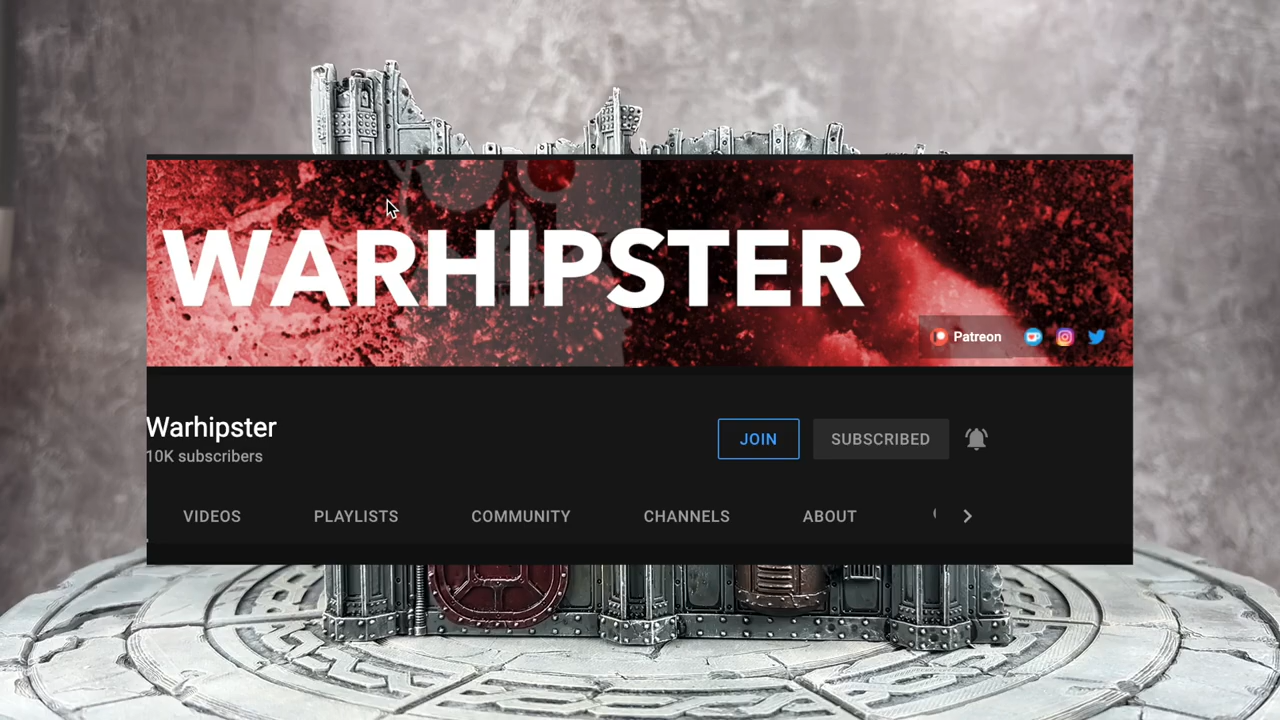 WARHIPSTER
Patreon
Warhipster
10K subscribers
JOIN
SUBSCRIBED
VIDEOS
PLAYLISTS
COMMUNITY
CHANNELS
ABOUT